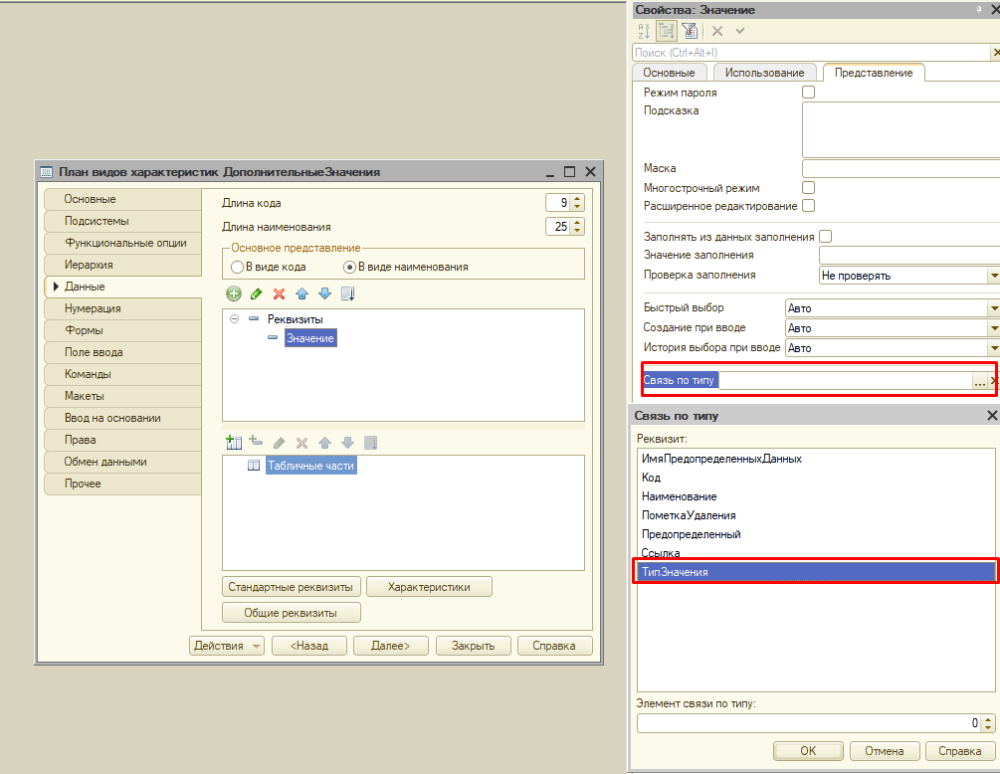 Свойства: Значение
Поиск (Ctrl+Alt+I)
Основные
Использование
Представление
Режим пароля
Подсказка
Маска
Многострочный режим
Расширенное редактирование
Заполнять из данных заполнения
Значение заполнения
Проверка заполнения
Не проверять
Быстрый выбор
Авто
Создание при вводе
Авто
История выбора при вводе
Авто
Связь по типу
...
План видов характеристик ДополнительныеЗначения
Основные
Подсистемы
Функциональные опции
Иерархия
Данные
Нумерация
Формы
Поле ввода
Команды
Макеты
Ввод на основании
Права
Обмен данными
Прочее
Длина кода
9
Длина наименования
25
Основное представление
В виде кода
В виде наименования
Реквизиты
Значение
Табличные части
Стандартные реквизиты
Характеристики
Общие реквизиты
Действия
<Назад
Далее>
Закрыть
Справка
Связь по типу
Реквизит:
ИмяПредопределенныхДанных
Код
Наименование
ПометкаУдаления
Предопределенный
Ссылка
ТипЗначения
Элемент связи по типу:
0
OK
Отмена
Справка